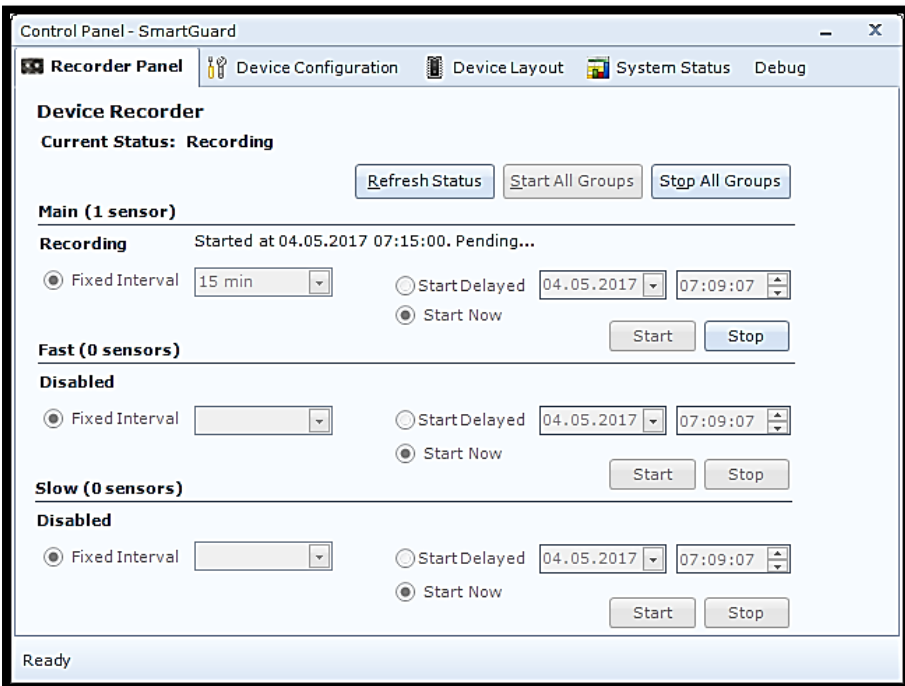 Control Panel - SmartGuard
Recorder Panel Device Configuration Device Layout System Status Debug
Device Recorder
Current Status: Recording
Refresh Status Start All Groups Stop All Groups
Main (1 sensor)
Recording Started at 04.05.2017 07:15:00. Pending...
Fixed Interval 15 min Start Delayed 04.05.2017 07:09:07
Start Now
Start Stop
Fast (0 sensors)
Disabled
Fixed Interval Start Delayed 04.05.2017 07:09:07
Start Now
Start Stop
Slow (0 sensors)
Disabled
Fixed Interval Start Delayed 04.05.2017 07:09:07
Start Now
Start Stop
Ready